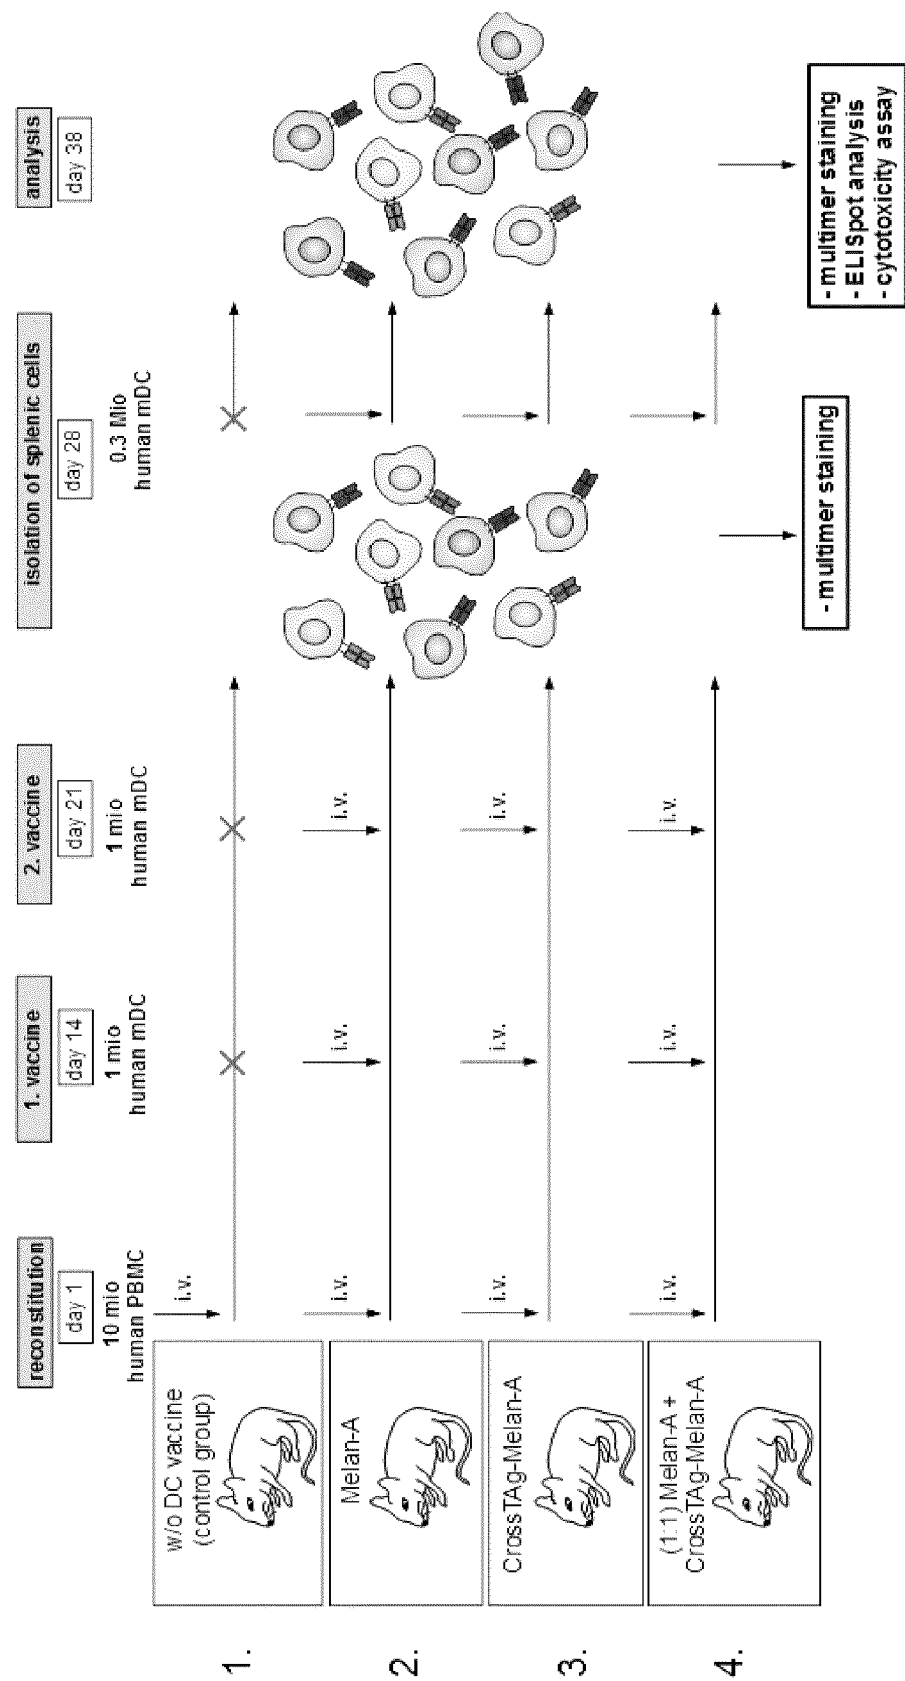 reconstitution
day 1
10 mio
human PBMC
1. vaccine
day 14
1 mio
human mDC
2. vaccine
day 21
1 mio
human mDC
isolation of splenic cells
day 28
0.3 Mio
human mDC
analysis
day 38
1.
w/o DC vaccine
(control group)
i.v.
2.
Melan-A
i.v.
i.v.
i.v.
3.
CrossTAg-Melan-A
i.v.
i.v.
i.v.
4.
(1:1) Melan-A +
CrossTAg-Melan-A
i.v.
i.v.
i.v.
- multimer staining
- multimer staining
- ELISpot analysis
- cytotoxicity assay